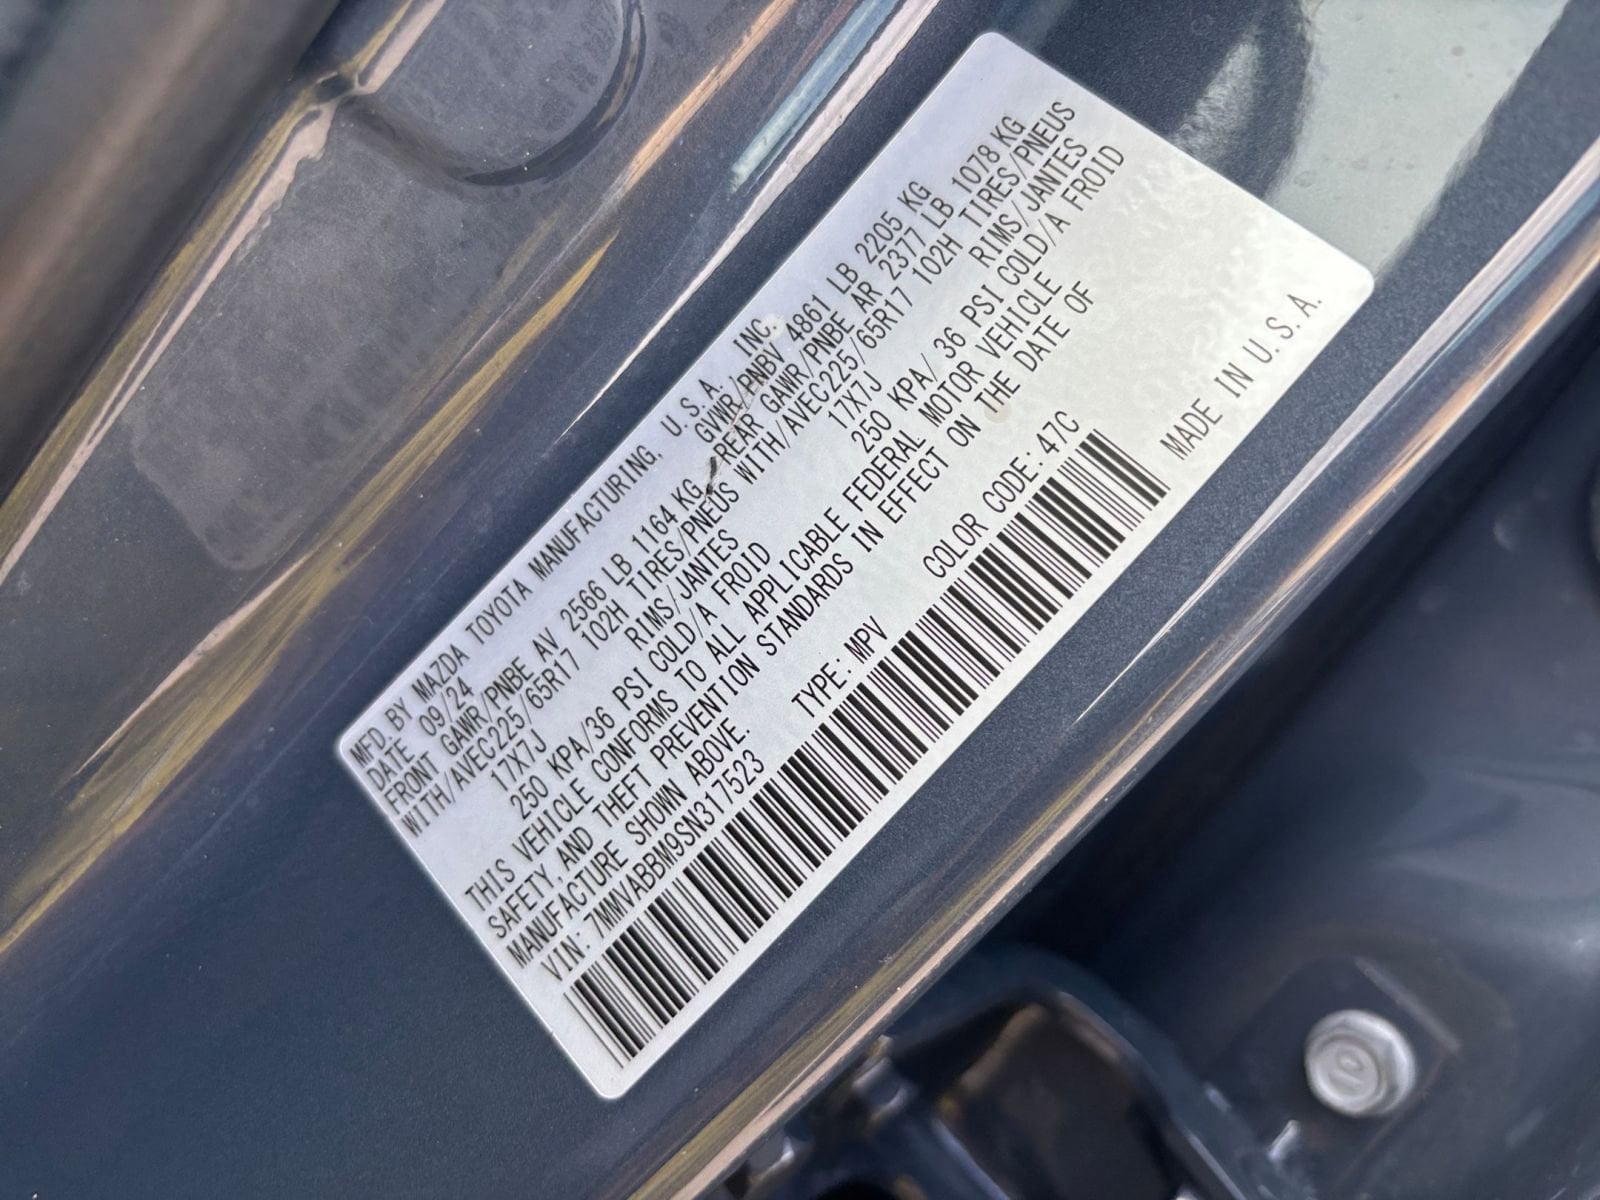 MFD. BY MAZDA TOYOTA MANUFACTURING, U. S. A. INC.
DATE 09/24 GVWR/PNBV 4861 LB 2205 KG
FRONT GAWR/PNBE AV 2566 LB 1164 KG REAR GAWR/PNBE AR 2377 LB 1078 KG
WITH/AVEC225/65R17 102H TIRES/PNEUS WITH/AVEC225/65R17 102H TIRES/PNEUS
17X7J RIMS/JANTES 17X7J RIMS/JANTES
250 KPA/36 PSI COLD/A FROID 250 KPA/ 36 PSI COLD/A FROID
THIS VEHICLE CONFORMS TO ALL APPLICABLE FEDERAL MOTOR VEHICLE
SAFETY, AND THEFT PREVENTION STANDARDS IN EFFECT ON THE DATE OF
MANUFACTURE SHOWN ABOVE.
VIN: 7MMVABBM9SN317523 TYPE: MPV COLOR CODE: 47C
MADE IN U. S. A.
10